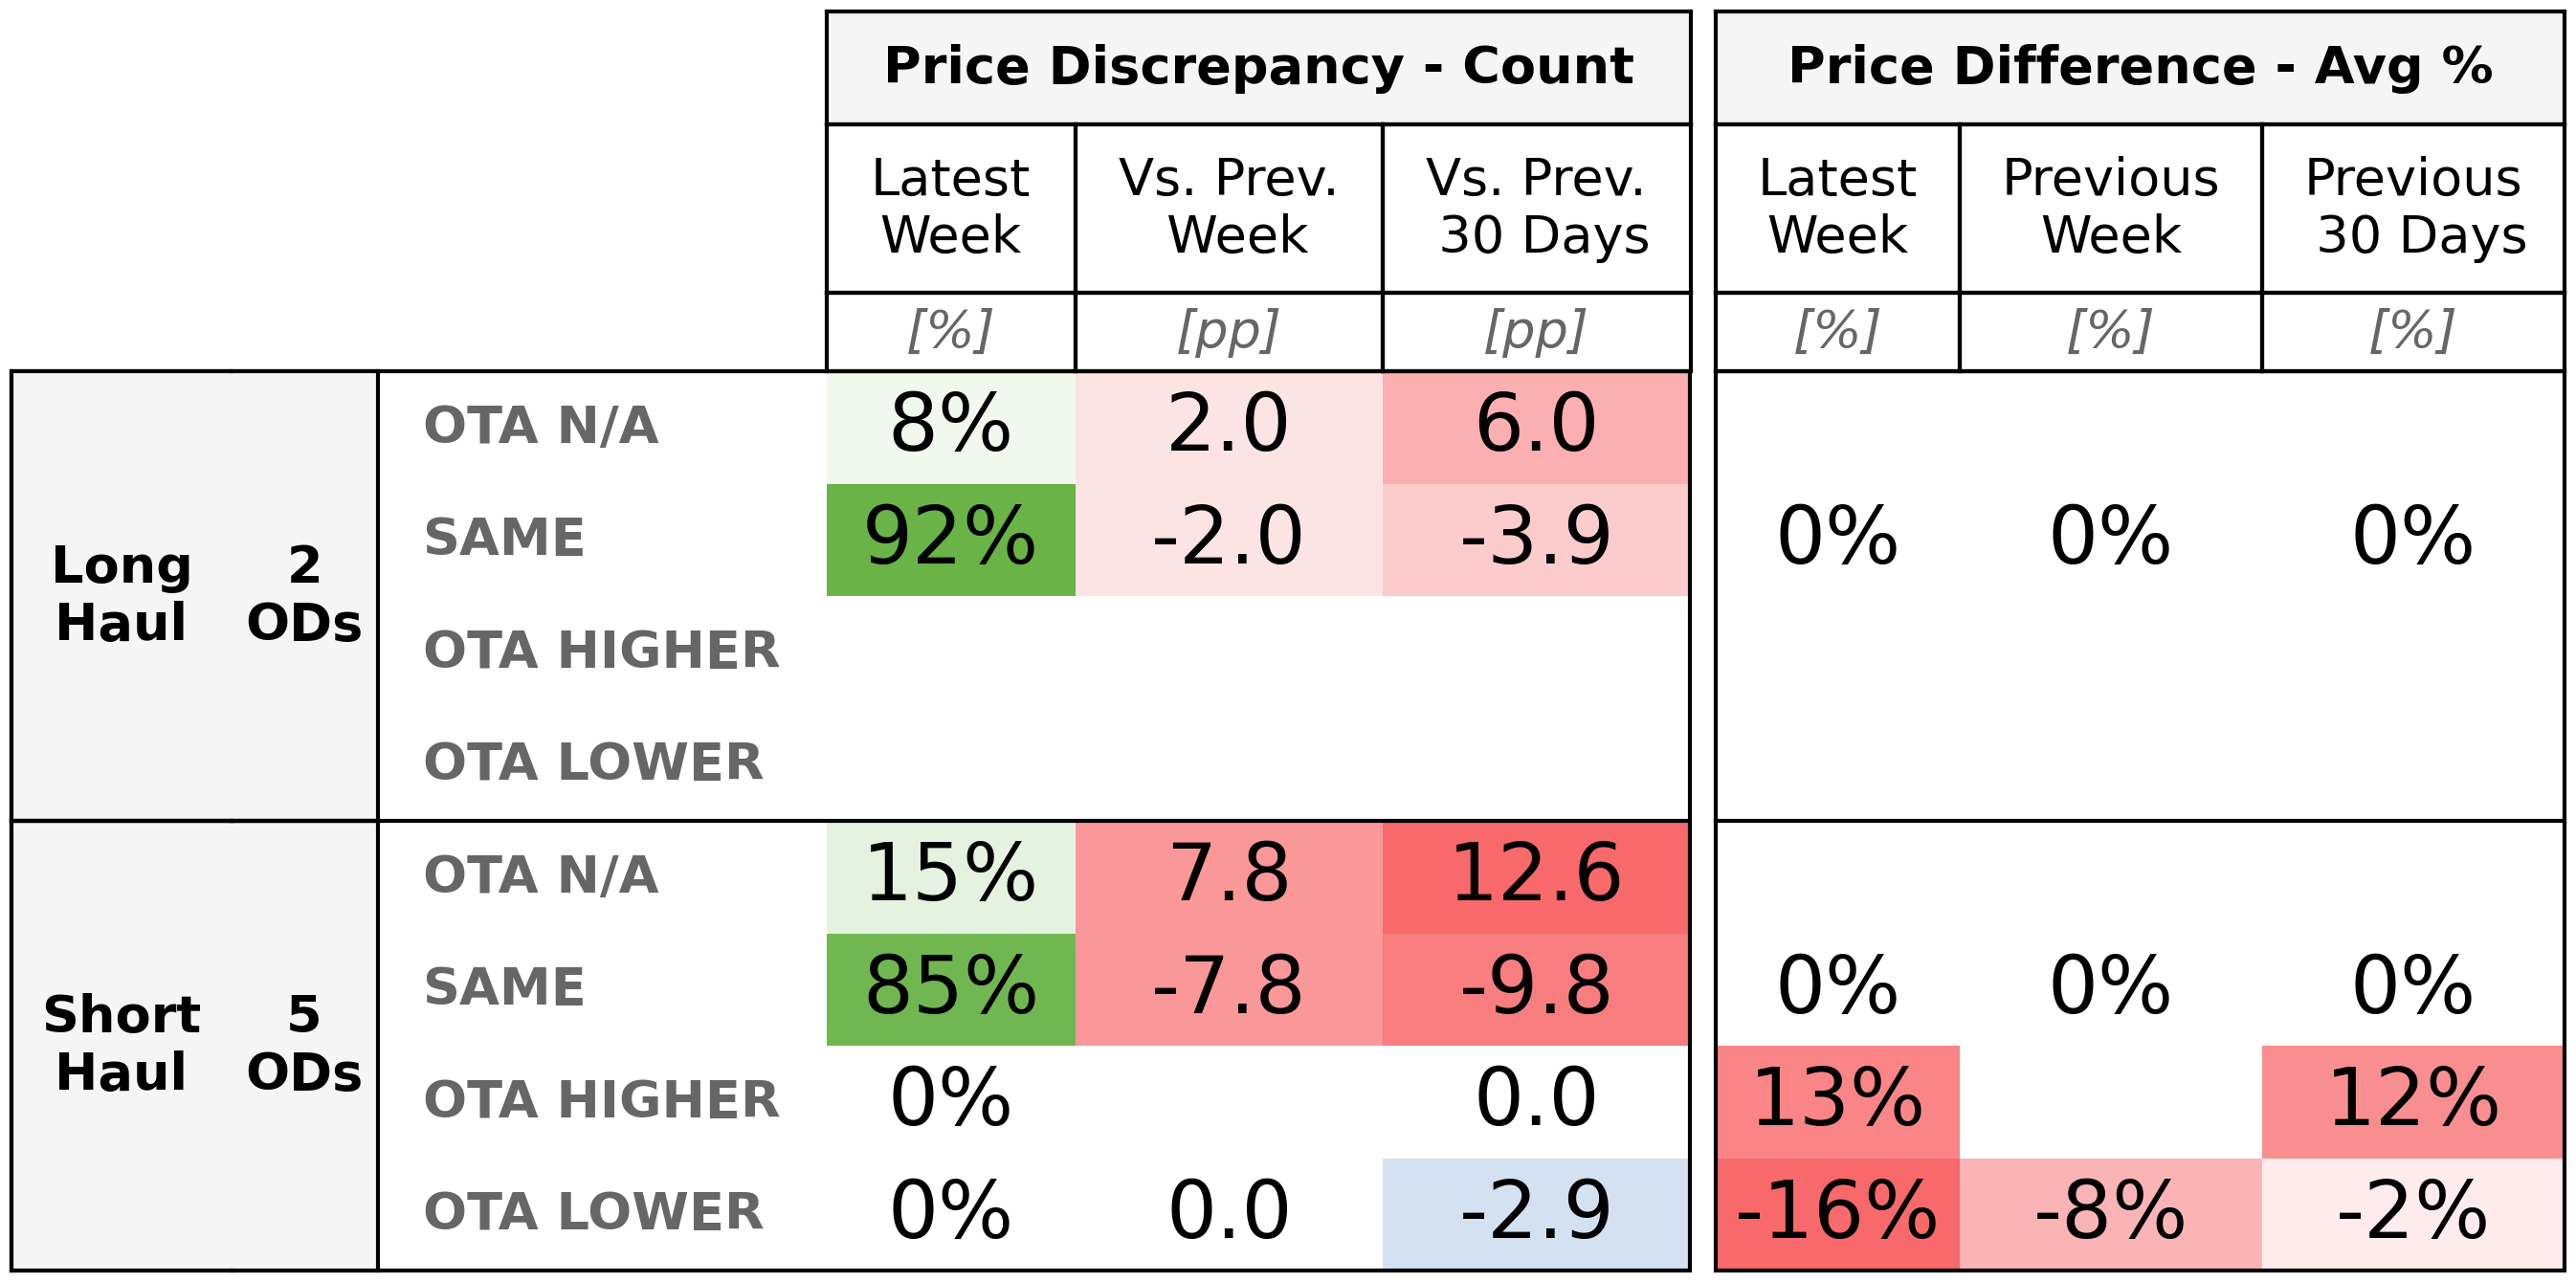 Price Discrepancy - Count Price Difference - Avg %
Latest Week Vs. Prev. Week Vs. Prev. 30 Days Latest Week Previous Week Previous 30 Days
[%] [pp] [pp] [%] [%] [%]
Long Haul 2 ODs
OTA N/A 8% 2.0 6.0
SAME 92% -2.0 -3.9 0% 0% 0%
OTA HIGHER
OTA LOWER
Short Haul 5 ODs
OTA N/A 15% 7.8 12.6
SAME 85% -7.8 -9.8 0% 0% 0%
OTA HIGHER 0% 0.0 13% 12%
OTA LOWER 0% 0.0 -2.9 -16% -8% -2%